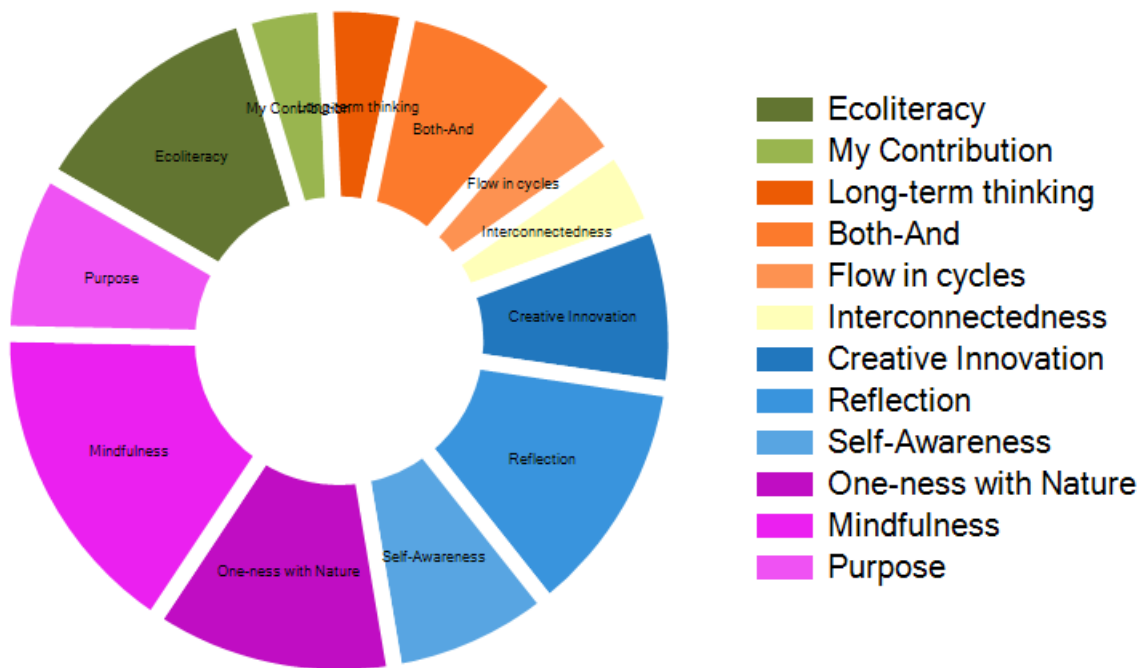 My Contribution
Long-term thinking
Both-And
Ecoliteracy
Flow in cycles
Interconnectedness
Purpose
Creative Innovation
Mindfulness
Reflection
Self-Awareness
One-ness with Nature
Ecoliteracy
My Contribution
Long-term thinking
Both-And
Flow in cycles
Interconnectedness
Creative Innovation
Reflection
Self-Awareness
One-ness with Nature
Mindfulness
Purpose